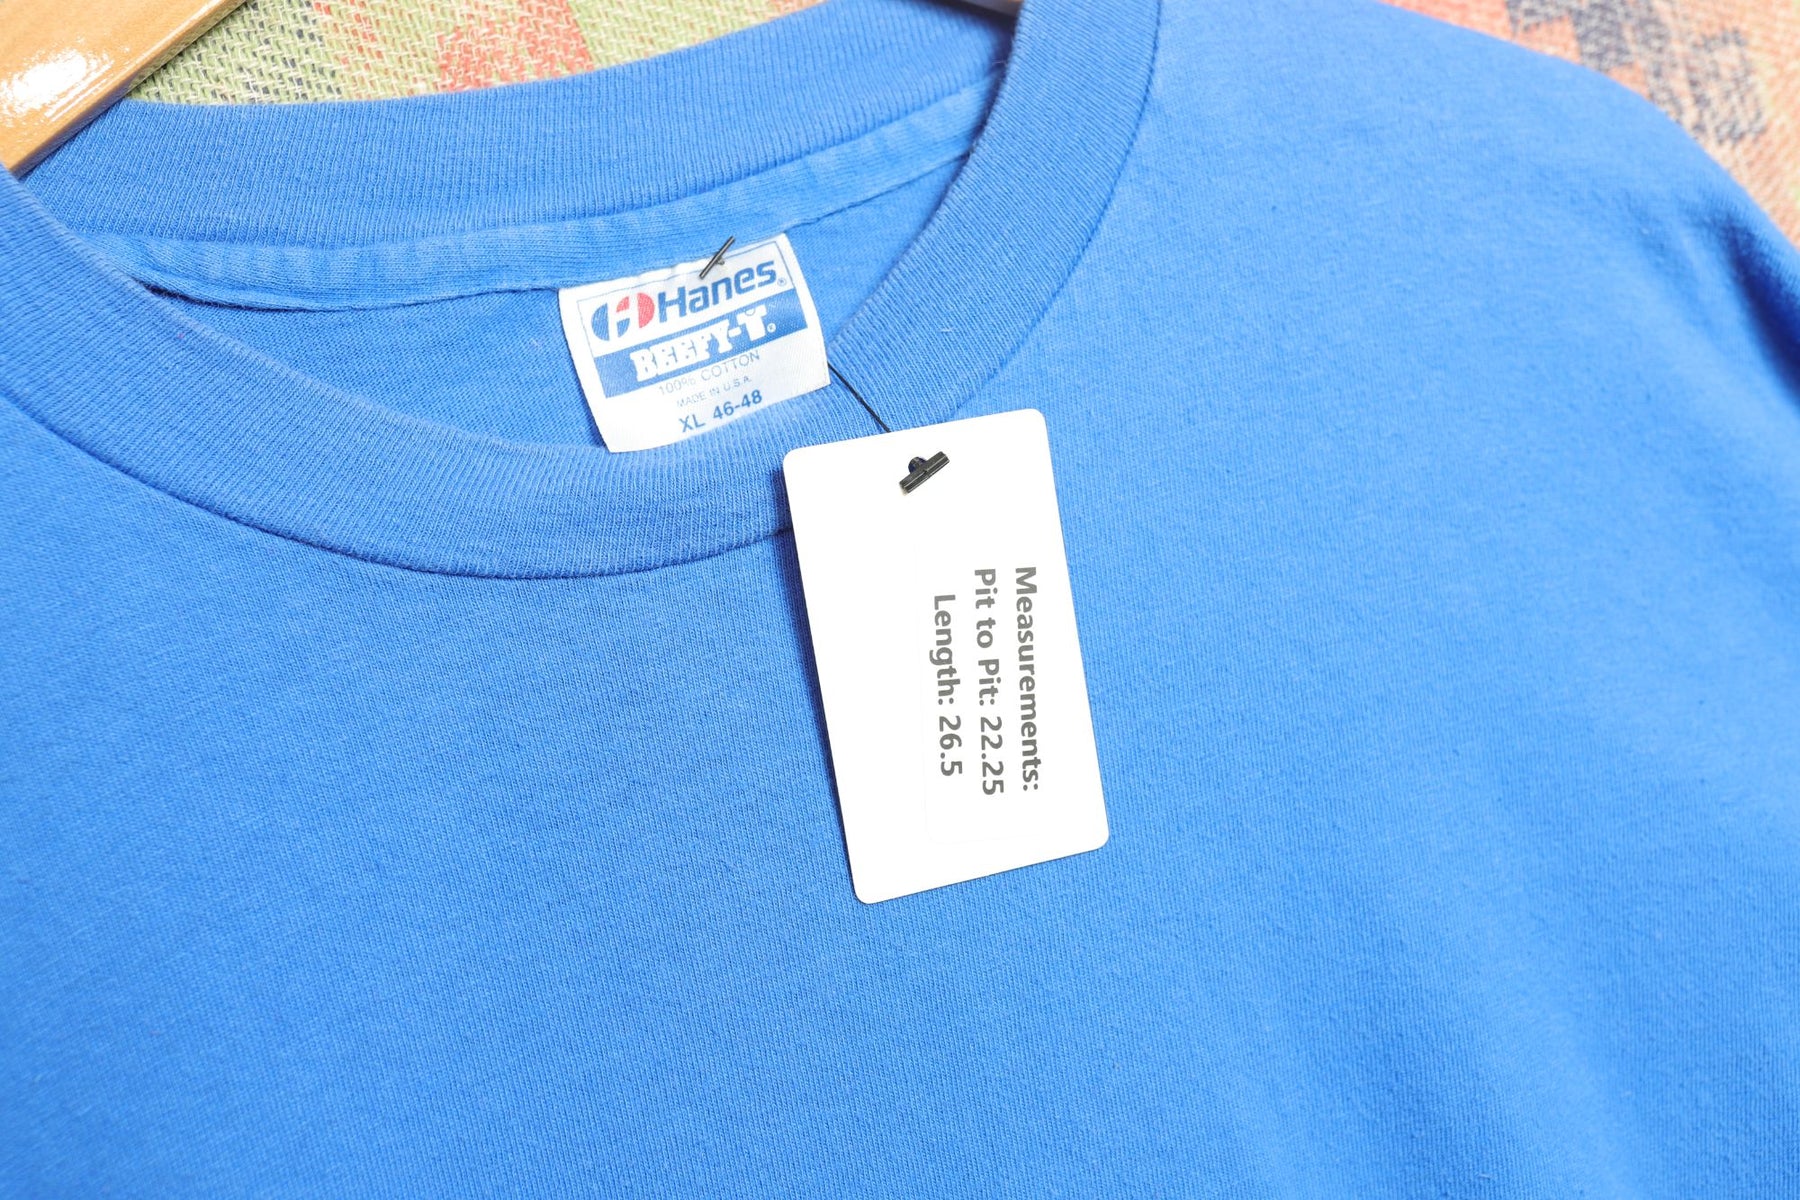 Hanes®
BEEFY-T®
100% COTTON
MADE IN U.S.A.
XL 46-48
Measurements:
Pit to Pit: 22.25
Length: 26.5